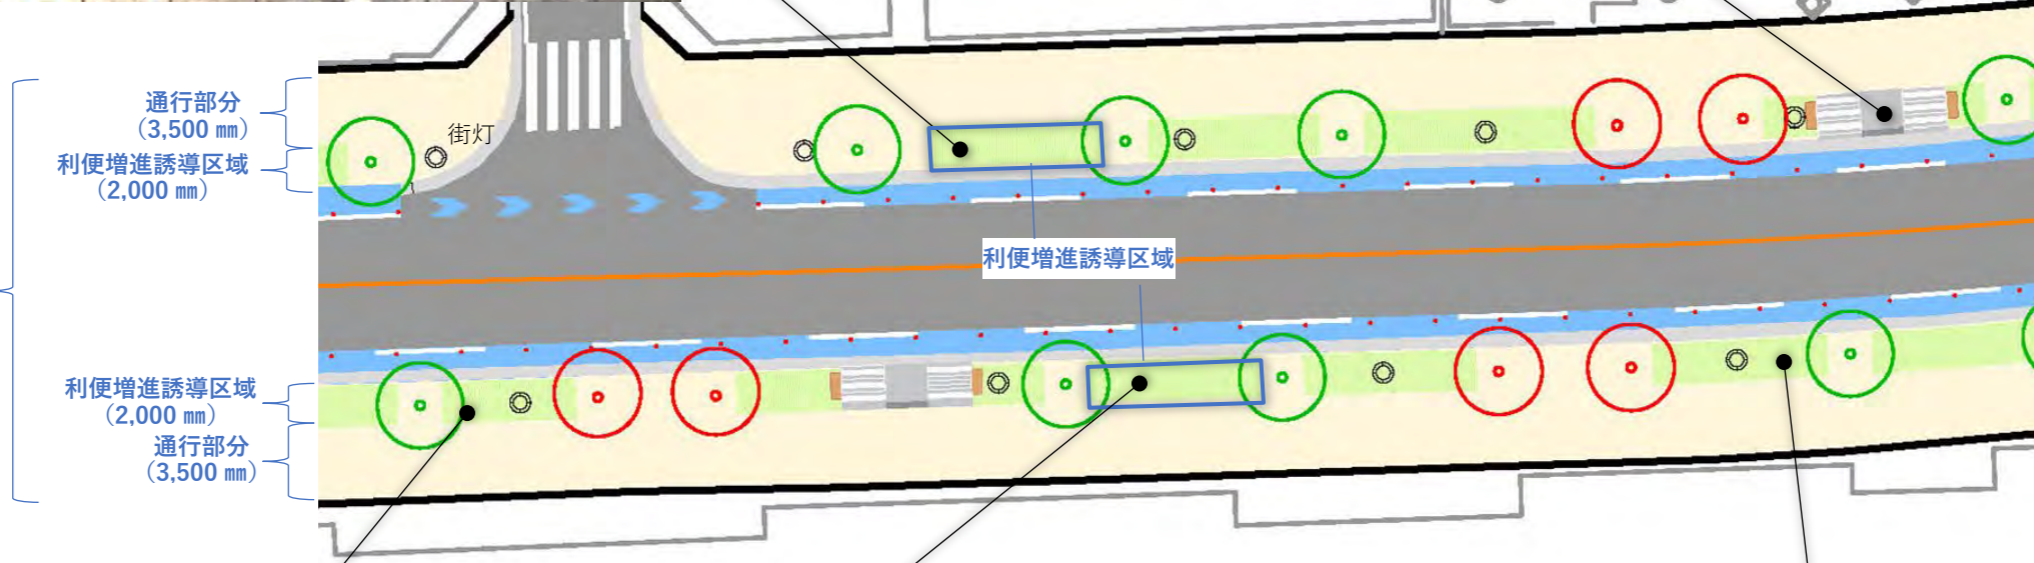 通行部分
（3,500 ㎜）
利便増進誘導区域
（2,000 ㎜）
街灯
利便増進誘導区域
利便増進誘導区域
（2,000 ㎜）
通行部分
（3,500 ㎜）